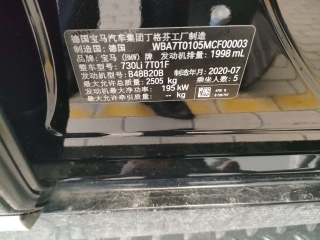 德国宝马汽车集团丁格芬工厂制造
制造国: 德国 WBA7T0105MCF00003
品牌: 宝马 (BMW) 牌 发动机排量: 1998 mL
整车型号: 730Li 7T01F
发动机型号: B48B20B 制造年月: 2020-07
最大允许总质量: 2505 kg 乘坐人数: 5
发动机最大净功率: 195 kW
最大允许牵引质量: -- kg